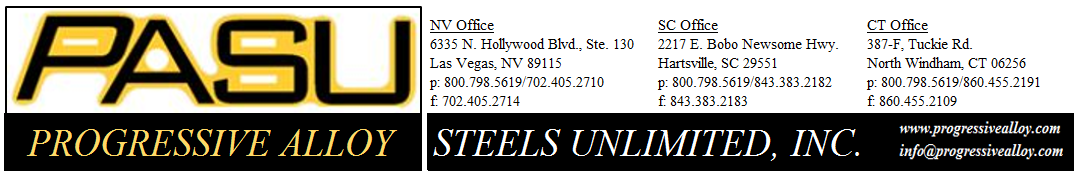 PASU
NV Office
6335 N. Hollywood Blvd., Ste. 130
Las Vegas, NV 89115
p: 800.798.5619/702.405.2710
f: 702.405.2714
SC Office
2217 E. Bobo Newsome Hwy.
Hartsville, SC 29551
p: 800.798.5619/843.383.2182
f: 843.383.2183
CT Office
387-F, Tuckie Rd.
North Windham, CT 06256
p: 800.798.5619/860.455.2191
f: 860.455.2109
PROGRESSIVE ALLOY STEELS UNLIMITED, INC.
www.progressivealloy.com
info@progressivealloy.com